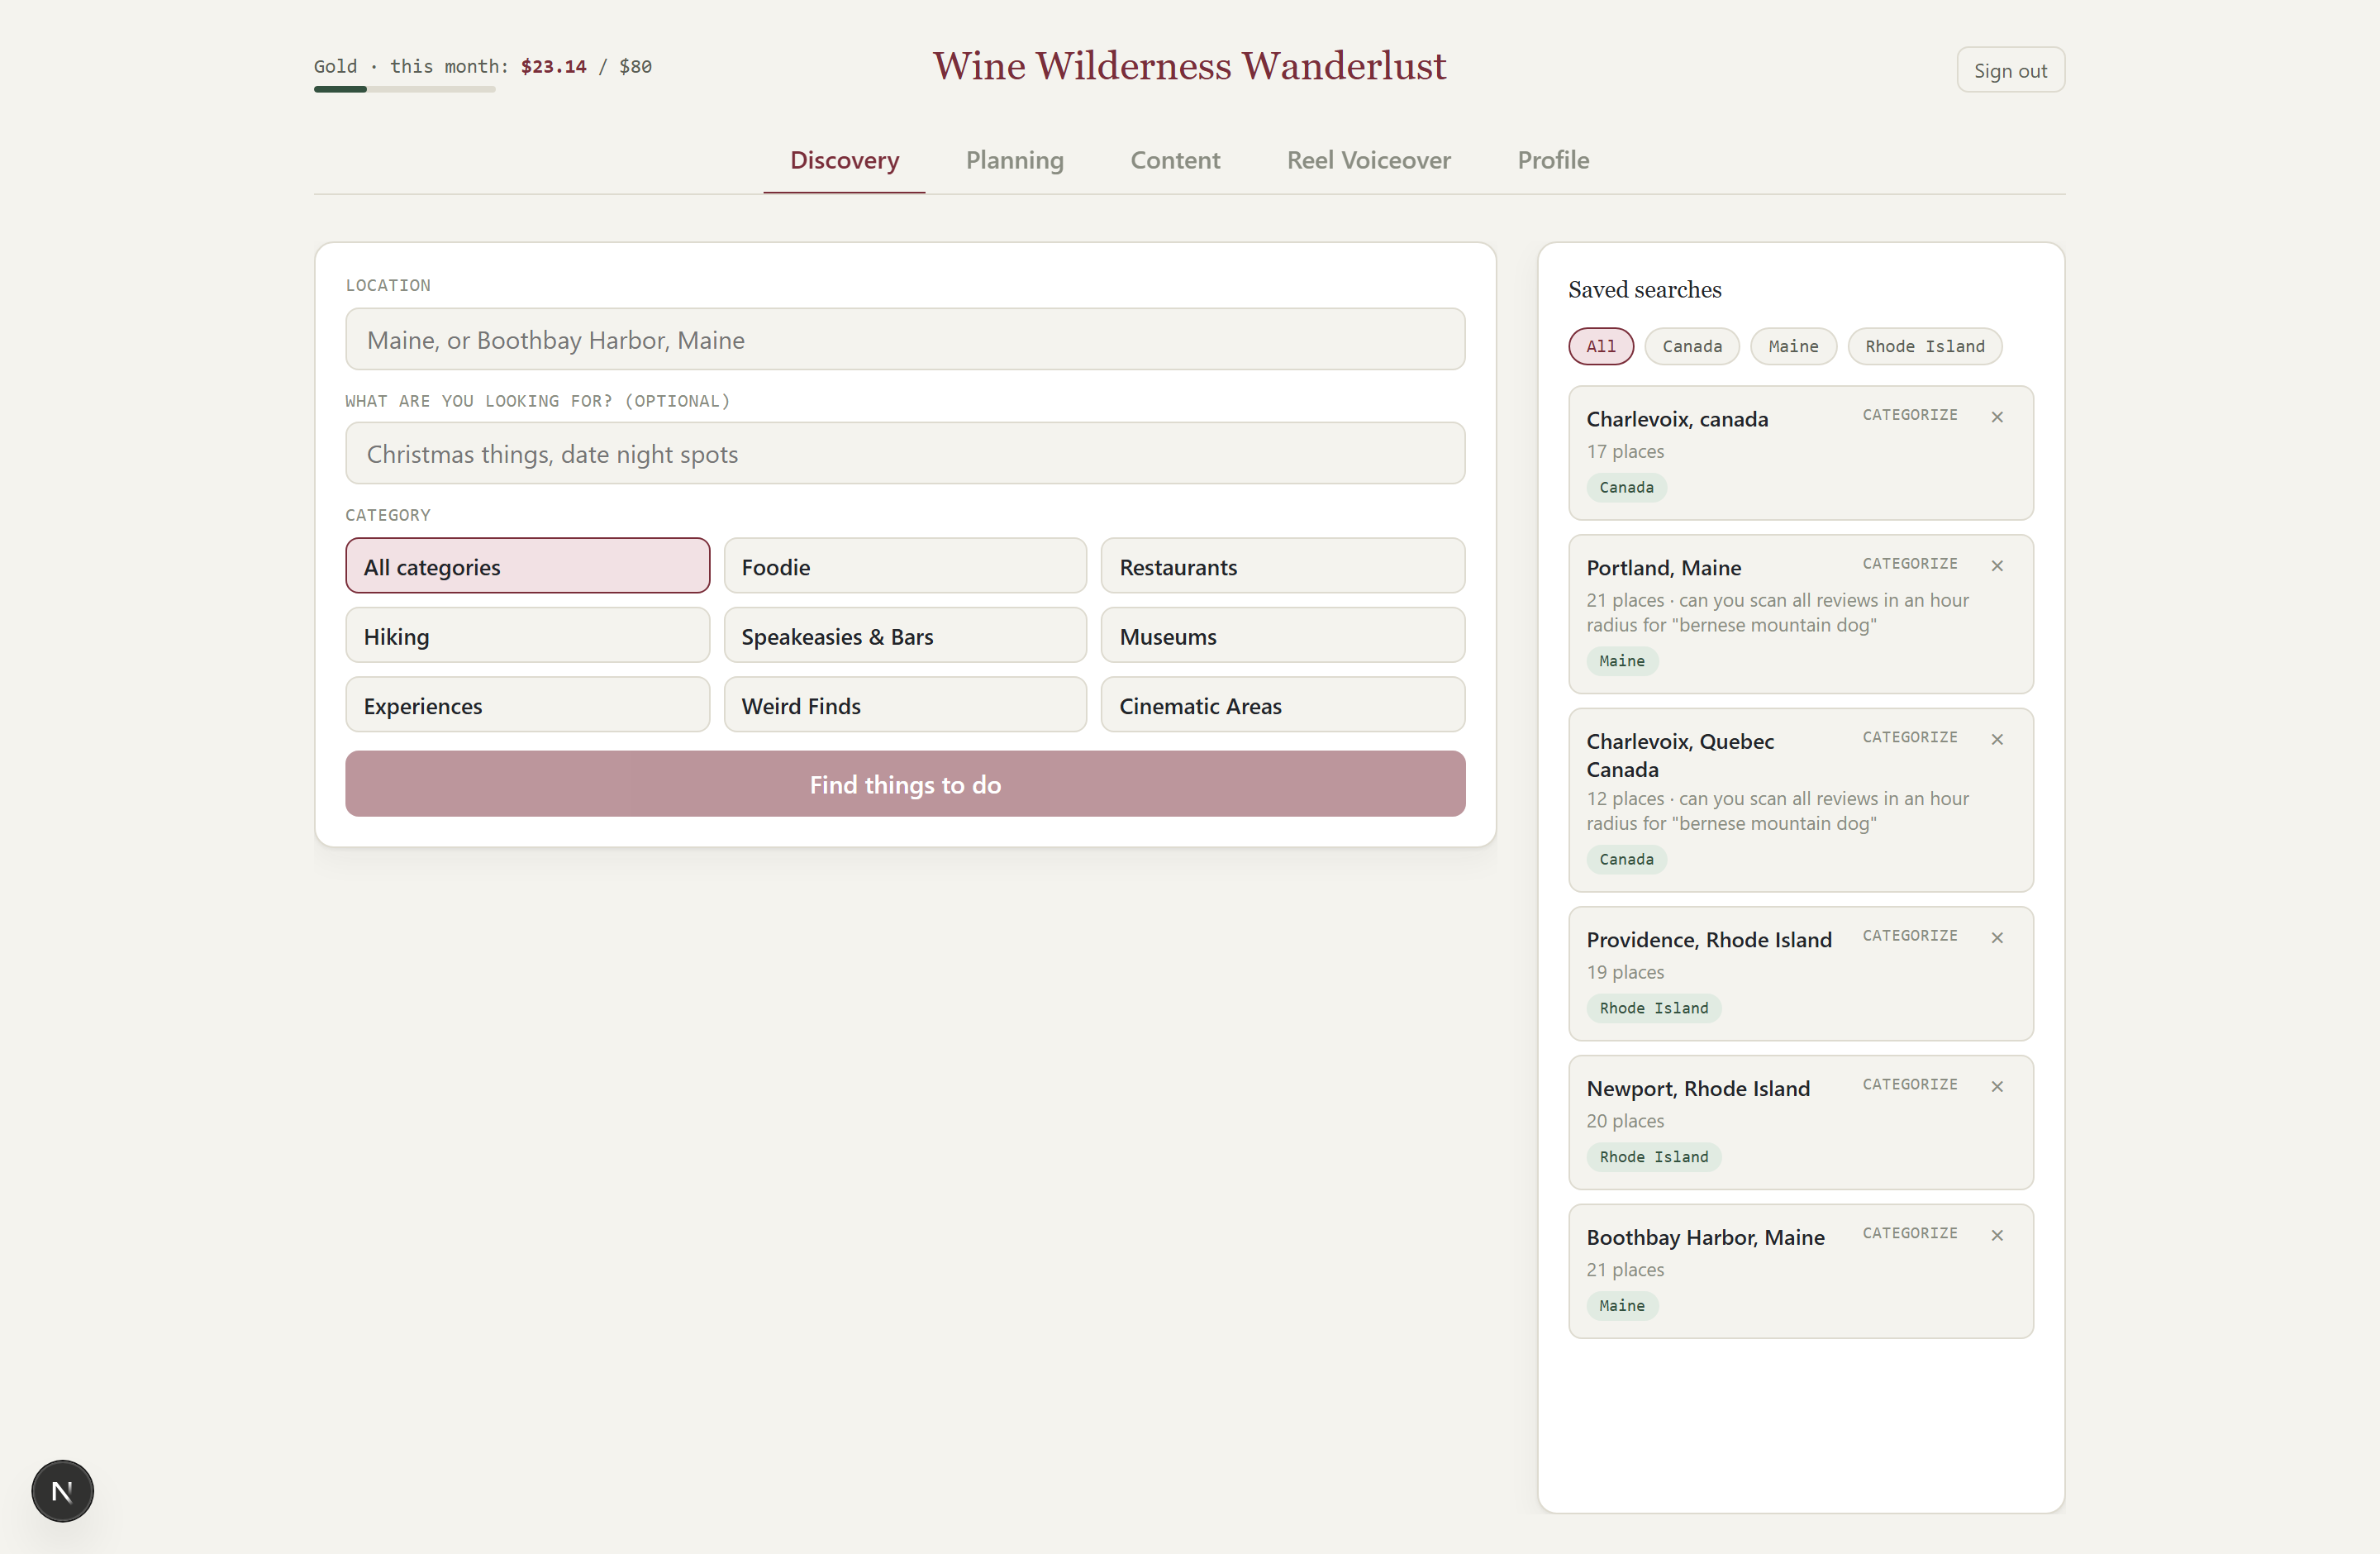 Gold · this month: $23.14 / $80
Wine Wilderness Wanderlust
Sign out
Discovery
Planning
Content
Reel Voiceover
Profile
LOCATION
Maine, or Boothbay Harbor, Maine
WHAT ARE YOU LOOKING FOR? (OPTIONAL)
Christmas things, date night spots
CATEGORY
All categories
Foodie
Restaurants
Hiking
Speakeasies & Bars
Museums
Experiences
Weird Finds
Cinematic Areas
Find things to do
Saved searches
All
Canada
Maine
Rhode Island
Charlevoix, canada
CATEGORIZE ×
17 places
Canada
Portland, Maine
CATEGORIZE ×
21 places · can you scan all reviews in an hour
radius for "bernese mountain dog"
Maine
Charlevoix, Quebec
Canada
CATEGORIZE ×
12 places · can you scan all reviews in an hour
radius for "bernese mountain dog"
Canada
Providence, Rhode Island
CATEGORIZE ×
19 places
Rhode Island
Newport, Rhode Island
CATEGORIZE ×
20 places
Rhode Island
Boothbay Harbor, Maine
CATEGORIZE ×
21 places
Maine
N